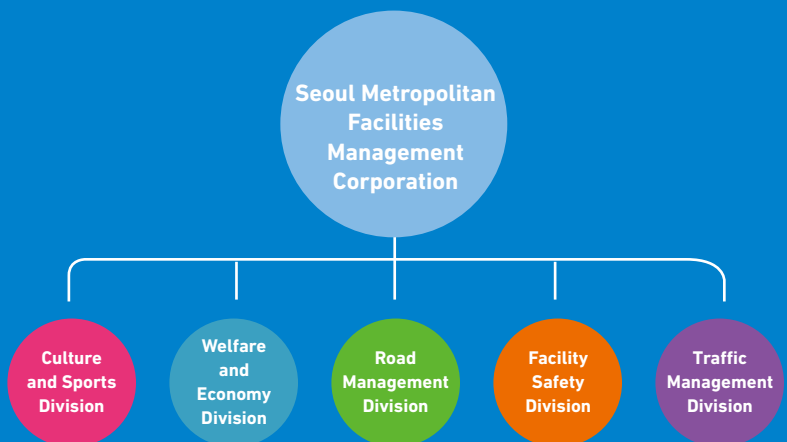 Seoul Metropolitan
Facilities
Management
Corporation
Culture
and Sports
Division
Welfare
and
Economy
Division
Road
Management
Division
Facility
Safety
Division
Traffic
Management
Division